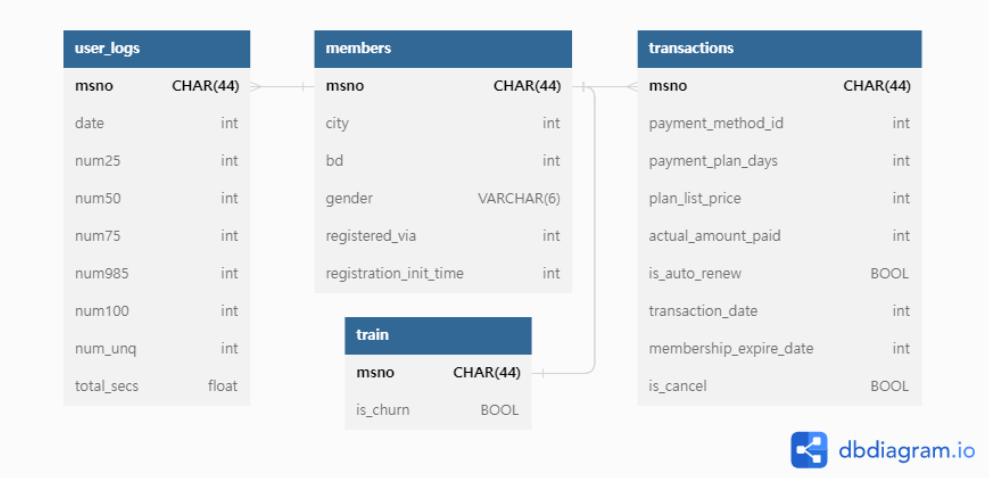 user_logs
msno CHAR(44)
date int
num25 int
num50 int
num75 int
num985 int
num100 int
num_unq int
total_secs float
members
msno CHAR(44)
city int
bd int
gender VARCHAR(6)
registered_via int
registration_init_time int
train
msno CHAR(44)
is_churn BOOL
transactions
msno CHAR(44)
payment_method_id int
payment_plan_days int
plan_list_price int
actual_amount_paid int
is_auto_renew BOOL
transaction_date int
membership_expire_date int
is_cancel BOOL
dbdiagram.io